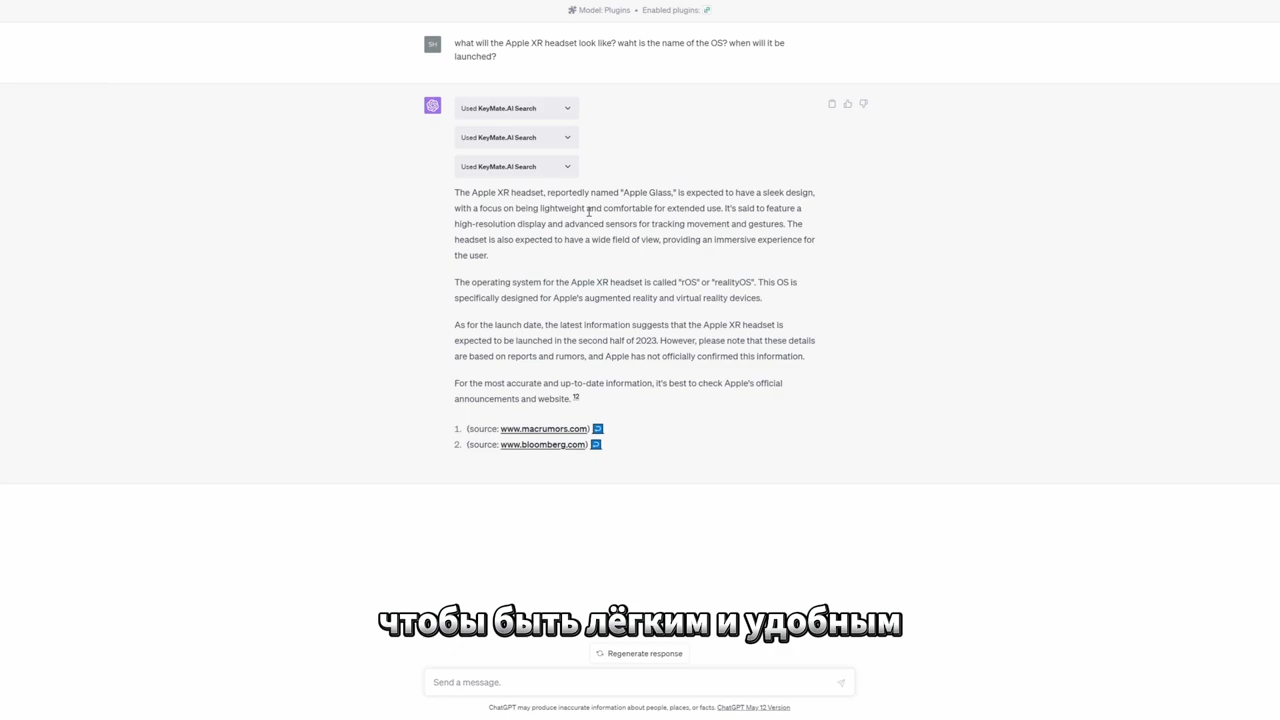 Model: Plugins • Enabled plugins:
SH
what will the Apple XR headset look like? waht is the name of the OS? when will it be
launched?
Used KeyMate.AI Search
Used KeyMate.AI Search
Used KeyMate.AI Search
The Apple XR headset, reportedly named "Apple Glass," is expected to have a sleek design,
with a focus on being lightweight and comfortable for extended use. It's said to feature a
high-resolution display and advanced sensors for tracking movement and gestures. The
headset is also expected to have a wide field of view, providing an immersive experience for
the user.
The operating system for the Apple XR headset is called "rOS" or "realityOS". This OS is
specifically designed for Apple's augmented reality and virtual reality devices.
As for the launch date, the latest information suggests that the Apple XR headset is
expected to be launched in the second half of 2023. However, please note that these details
are based on reports and rumors, and Apple has not officially confirmed this information.
For the most accurate and up-to-date information, it's best to check Apple's official
announcements and website. 12
1. (source: www.macrumors.com)
2. (source: www.bloomberg.com)
чтобы быть лёгким и удобным
Regenerate response
Send a message.
ChatGPT may produce inaccurate information about people, places, or facts. ChatGPT May 12 Version